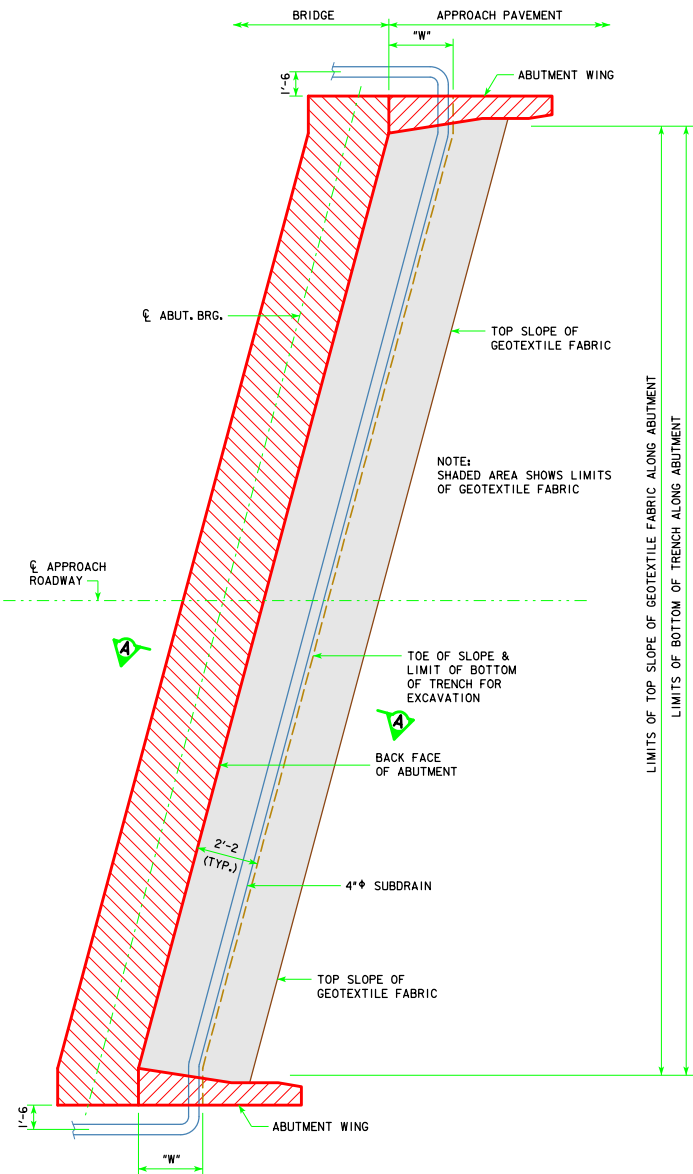 BRIDGE
APPROACH PAVEMENT
"W"
1'-6
ABUTMENT WING
℄ ABUT. BRG.
TOP SLOPE OF
GEOTEXTILE FABRIC
NOTE:
SHADED AREA SHOWS LIMITS
OF GEOTEXTILE FABRIC
LIMITS OF TOP SLOPE OF GEOTEXTILE FABRIC ALONG ABUTMENT
LIMITS OF BOTTOM OF TRENCH ALONG ABUTMENT
℄ APPROACH
ROADWAY
A
TOE OF SLOPE &
LIMIT OF BOTTOM
OF TRENCH FOR
EXCAVATION
A
BACK FACE
OF ABUTMENT
2'-2
(TYP.)
4"ϕ SUBDRAIN
TOP SLOPE OF
GEOTEXTILE FABRIC
1'-6
ABUTMENT WING
"W"